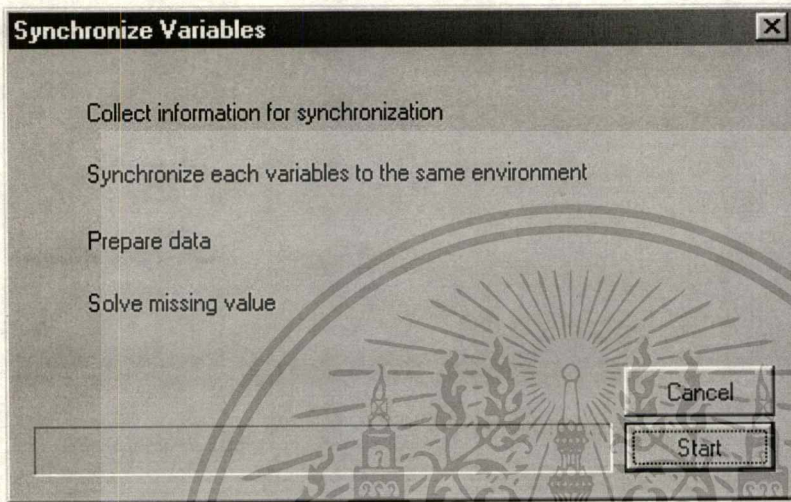 Synchronize Variables
Collect information for synchronization
Synchronize each variables to the same environment
Prepare data
Solve missing value
Cancel
Start